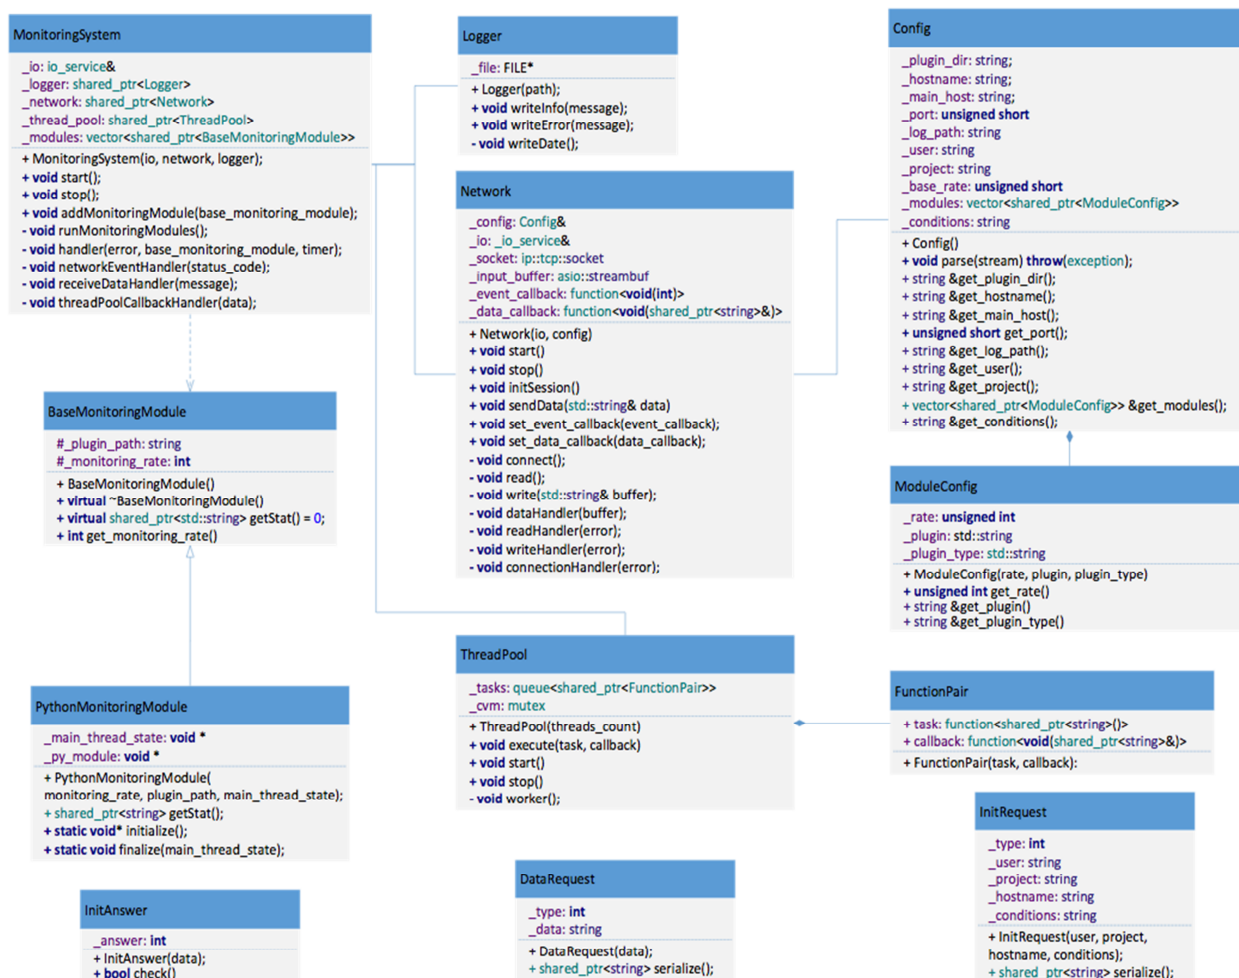 MonitoringSystem
_io: io_service&
_logger: shared_ptr<Logger>
_network: shared_ptr<Network>
_thread_pool: shared_ptr<ThreadPool>
_modules: vector<shared_ptr<BaseMonitoringModule>>
+ MonitoringSystem(io, network, logger);
+ void start();
+ void stop();
+ void addMonitoringModule(base_monitoring_module);
- void runMonitoringModules();
- void handler(error, base_monitoring_module, timer);
- void networkEventHandler(status_code);
- void receiveDataHandler(message);
- void threadPoolCallbackHandler(data);
Logger
_file: FILE*
+ Logger(path);
+ void writeInfo(message);
+ void writeError(message);
- void writeDate();
Network
_config: Config&
_io: _io_service&
_socket: ip::tcp::socket
_input_buffer: asio::streambuf
_event_callback: function<void(int)>
_data_callback: function<void(shared_ptr<string>&)>
+ Network(io, config)
+ void start()
+ void stop()
+ void initSession()
+ void sendData(std::string& data)
+ void set_event_callback(event_callback);
+ void set_data_callback(data_callback);
- void connect();
- void read();
- void write(std::string& buffer);
- void dataHandler(buffer);
- void readHandler(error);
- void writeHandler(error);
- void connectionHandler(error);
Config
_plugin_dir: string;
_hostname: string;
_main_host: string;
_port: unsigned short
_log_path: string
_user: string
_project: string
_base_rate: unsigned short
_modules: vector<shared_ptr<ModuleConfig>>
_conditions: string
+ Config()
+ void parse(stream) throw(exception);
+ string &get_plugin_dir();
+ string &get_hostname();
+ string &get_main_host();
+ unsigned short get_port();
+ string &get_log_path();
+ string &get_user();
+ string &get_project();
+ vector<shared_ptr<ModuleConfig>> &get_modules();
+ string &get_conditions();
BaseMonitoringModule
#_plugin_path: string
#_monitoring_rate: int
+ BaseMonitoringModule()
+ virtual ~BaseMonitoringModule()
+ virtual shared_ptr<std::string> getStat() = 0;
+ int get_monitoring_rate()
ModuleConfig
_rate: unsigned int
_plugin: std::string
_plugin_type: std::string
+ ModuleConfig(rate, plugin, plugin_type)
+ unsigned int get_rate()
+ string &get_plugin()
+ string &get_plugin_type()
ThreadPool
_tasks: queue<shared_ptr<FunctionPair>>
_cvm: mutex
+ ThreadPool(threads_count)
+ void execute(task, callback)
+ void start()
+ void stop()
- void worker();
FunctionPair
+ task: function<shared_ptr<string>()>
+ callback: function<void(shared_ptr<string>&)>
+ FunctionPair(task, callback):
PythonMonitoringModule
_main_thread_state: void *
_py_module: void *
+ PythonMonitoringModule(
monitoring_rate, plugin_path, main_thread_state);
+ shared_ptr<string> getStat();
+ static void* initialize();
+ static void finalize(main_thread_state);
InitRequest
_type: int
_user: string
_project: string
_hostname: string
_conditions: string
+ InitRequest(user, project,
hostname, conditions);
+ shared_ptr<string> serialize();
DataRequest
_type: int
_data: string
+ DataRequest(data);
+ shared_ptr<string> serialize();
InitAnswer
_answer: int
+ InitAnswer(data);
+ bool check()